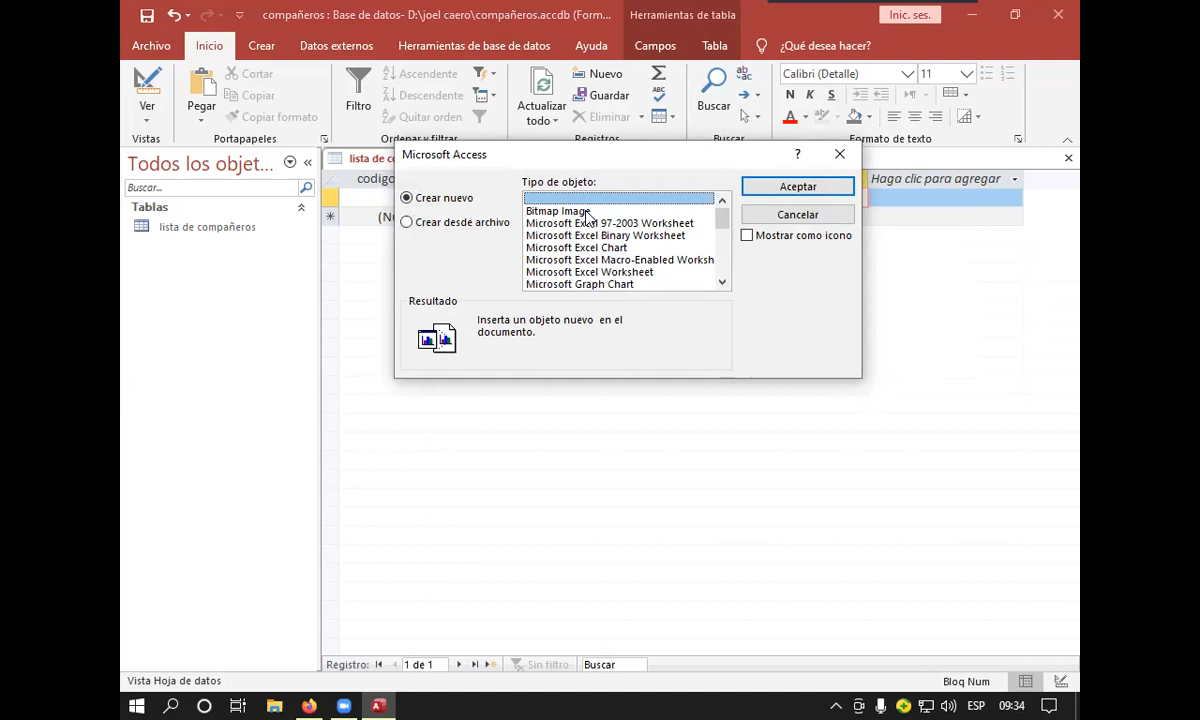 compañeros : Base de datos- D:\joel caero\compañeros.accdb (Form...
Herramientas de tabla
Inic. ses.
Archivo
Inicio
Crear
Datos externos
Herramientas de base de datos
Ayuda
Campos
Tabla
¿Qué desea hacer?
Ver
Vistas
Pegar
Cortar
Copiar
Copiar formato
Portapapeles
Filtro
Ascendente
Descendente
Quitar orden
Ordenar y filtrar
Actualizar
todo
Nuevo
Guardar
Eliminar
Registros
Buscar
Buscar
Calibri (Detalle)
11
N K S
A
Formato de texto
Todos los objet...
Buscar...
Tablas
lista de compañeros
lista de co
codigo
Haga clic para agregar
(Nu
Microsoft Access
?
Crear nuevo
Crear desde archivo
Tipo de objeto:
Bitmap Image
Microsoft Excel 97-2003 Worksheet
Microsoft Excel Binary Worksheet
Microsoft Excel Chart
Microsoft Excel Macro-Enabled Worksh
Microsoft Excel Worksheet
Microsoft Graph Chart
Aceptar
Cancelar
Mostrar como icono
Resultado
Inserta un objeto nuevo en el
documento.
Registro:
1 de 1
Sin filtro
Buscar
Vista Hoja de datos
Bloq Num
ESP
09:34